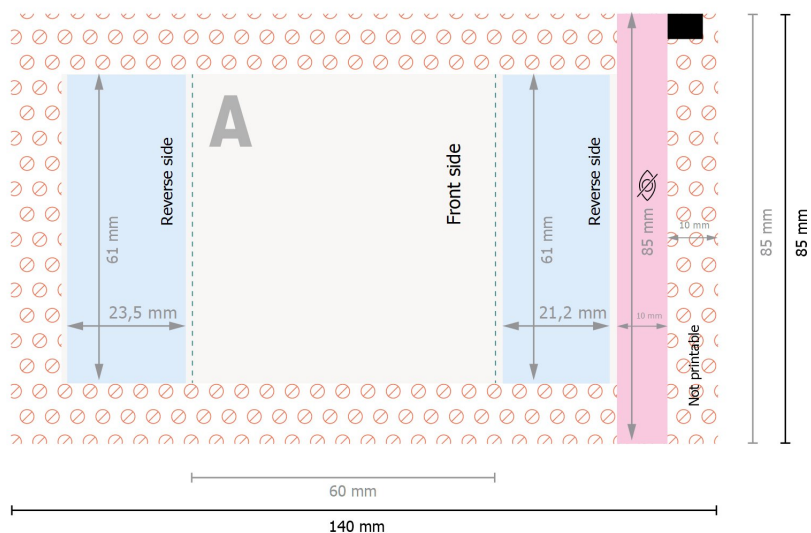 A
Reverse side
61 mm
23,5 mm
Front side
Reverse side
61 mm
21,2 mm
85 mm
10 mm
10 mm
Not printable
85 mm
85 mm
60 mm
140 mm